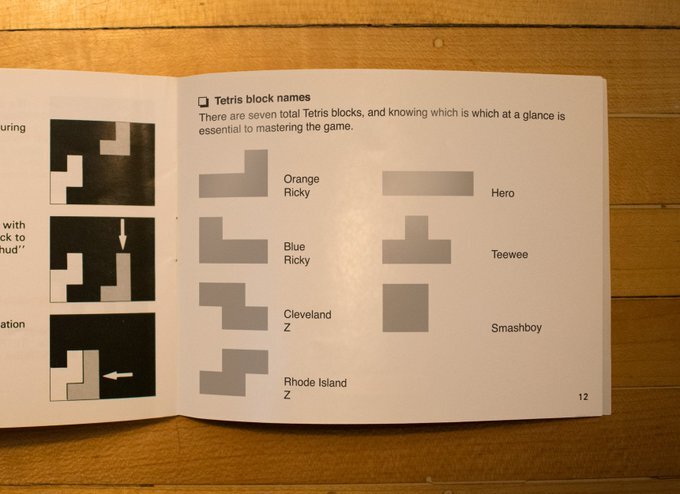 uring
with
ck to
hud''
ation
Tetris block names
There are seven total Tetris blocks, and knowing which is which at a glance is
essential to mastering the game.
Orange
Ricky
Hero
Blue
Ricky
Teewee
Cleveland
Z
Smashboy
Rhode Island
Z
12